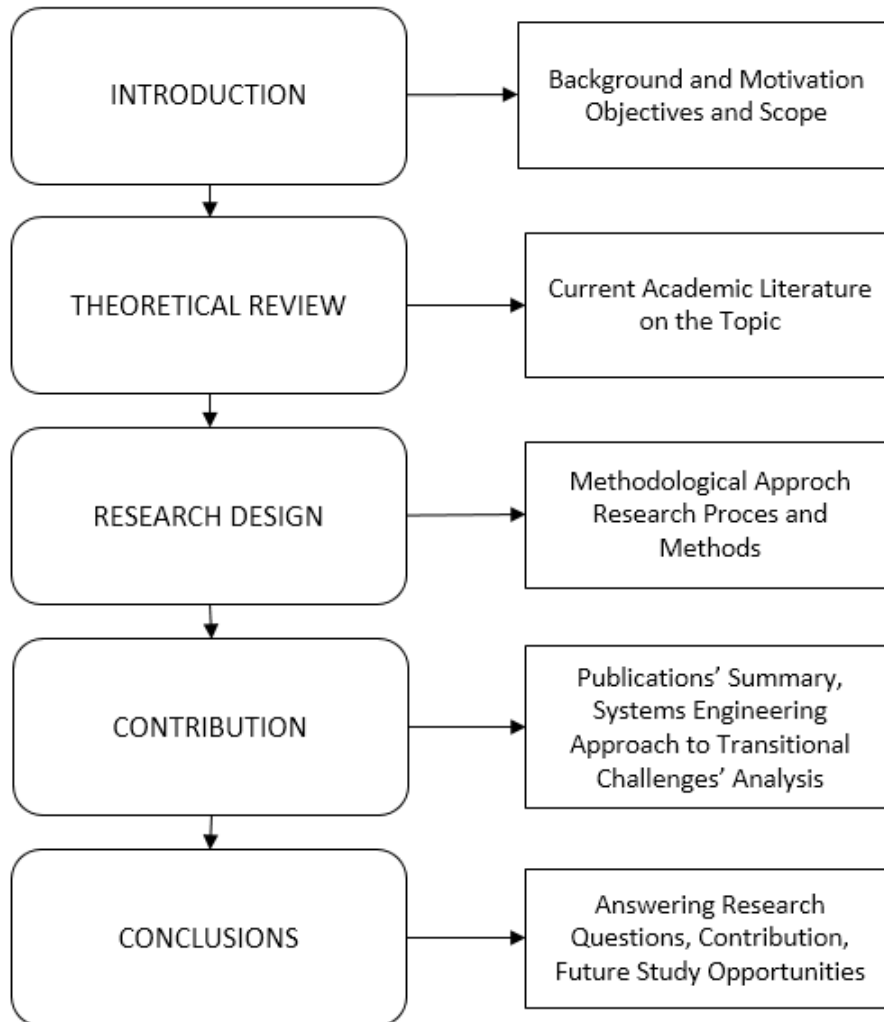 INTRODUCTION
Background and Motivation
Objectives and Scope
THEORETICAL REVIEW
Current Academic Literature
on the Topic
RESEARCH DESIGN
Methodological Approch
Research Proces and
Methods
CONTRIBUTION
Publications’ Summary,
Systems Engineering
Approach to Transitional
Challenges’ Analysis
CONCLUSIONS
Answering Research
Questions, Contribution,
Future Study Opportunities